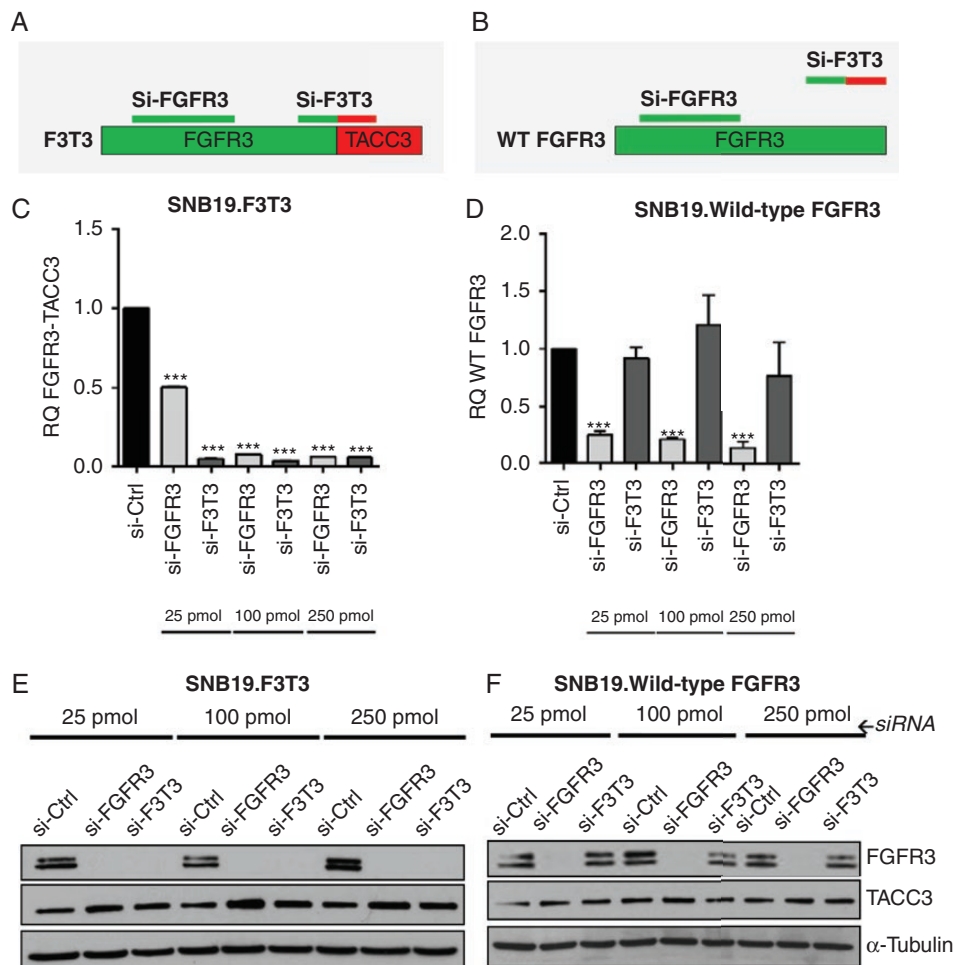 A
Si-FGFR3
Si-F3T3
F3T3
FGFR3
TACC3
B
Si-F3T3
Si-FGFR3
WT FGFR3
FGFR3
C
SNB19.F3T3
RQ FGFR3-TACC3
1.5
1.0
0.5
0.0
***
***
***
***
***
***
si-Ctrl
si-FGFR3
si-F3T3
si-FGFR3
si-F3T3
si-FGFR3
si-F3T3
25 pmol
100 pmol
250 pmol
D
SNB19.Wild-type FGFR3
RQ WT FGFR3
2.0
1.5
1.0
0.5
0.0
***
***
***
si-Ctrl
si-FGFR3
si-F3T3
si-FGFR3
si-F3T3
si-FGFR3
si-F3T3
25 pmol
100 pmol
250 pmol
E
SNB19.F3T3
25 pmol
100 pmol
250 pmol
si-Ctrl
si-FGFR3
si-F3T3
si-Ctrl
si-FGFR3
si-F3T3
si-Ctrl
si-FGFR3
si-F3T3
F
SNB19.Wild-type FGFR3
25 pmol
100 pmol
250 pmol
←siRNA
si-Ctrl
si-FGFR3
si-F3T3
si-Ctrl
si-FGFR3
si-F3T3
si-Ctrl
si-FGFR3
si-F3T3
FGFR3
TACC3
α-Tubulin